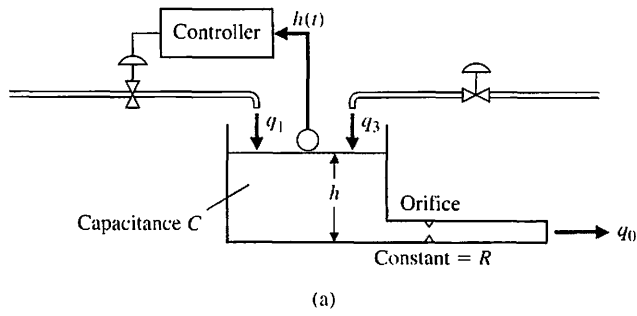 Controller
h(t)
q1
q3
h
Orifice
Capacitance C
q0
Constant = R
(a)